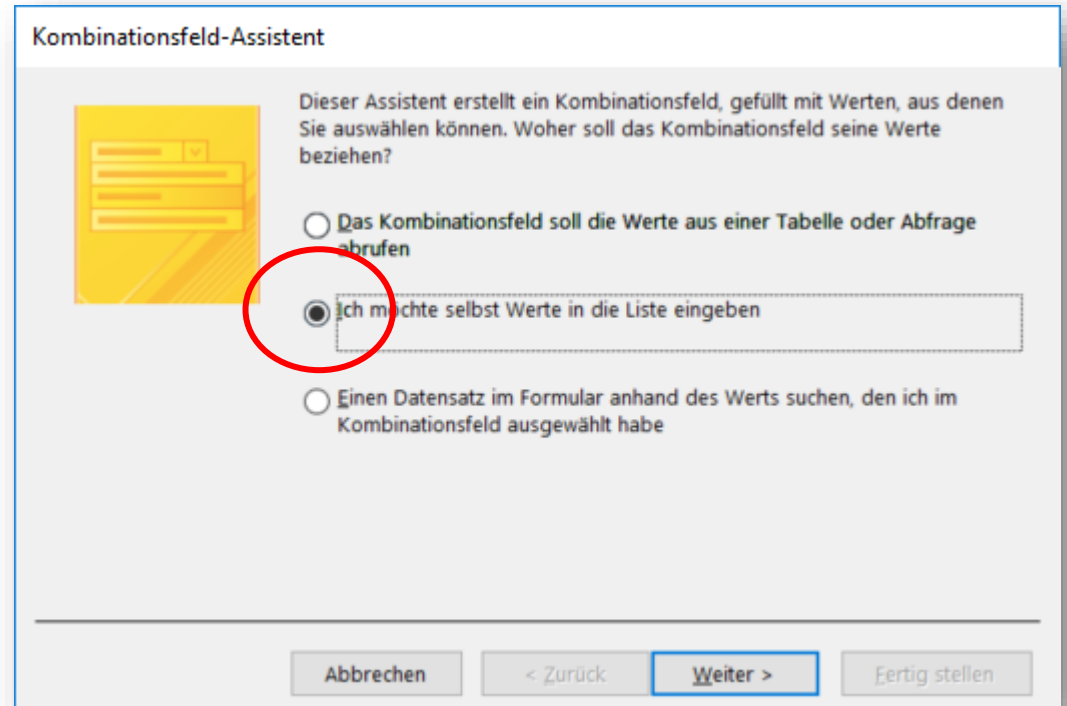 Kombinationsfeld-Assistent
Dieser Assistent erstellt ein Kombinationsfeld, gefüllt mit Werten, aus denen
Sie auswählen können. Woher soll das Kombinationsfeld seine Werte
beziehen?
Das Kombinationsfeld soll die Werte aus einer Tabelle oder Abfrage
abrufen
Ich möchte selbst Werte in die Liste eingeben
Einen Datensatz im Formular anhand des Werts suchen, den ich im
Kombinationsfeld ausgewählt habe
Abbrechen < Zurück Weiter > Fertig stellen